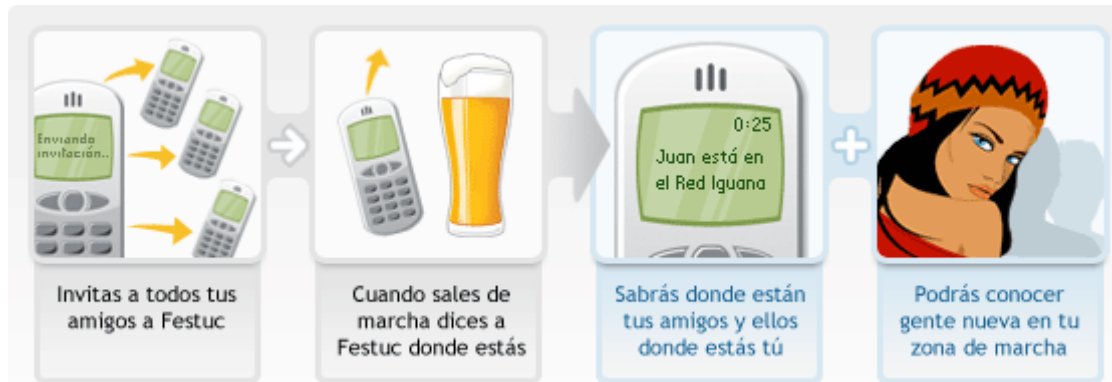 Enviando
invitación..
0:25
Juan está en
el Red Iguana
Invitas a todos tus
amigos a Festuc
Cuando sales de
marcha dices a
Festuc donde estás
Sabrás donde están
tus amigos y ellos
donde estás tú
Podrás conocer
gente nueva en tu
zona de marcha